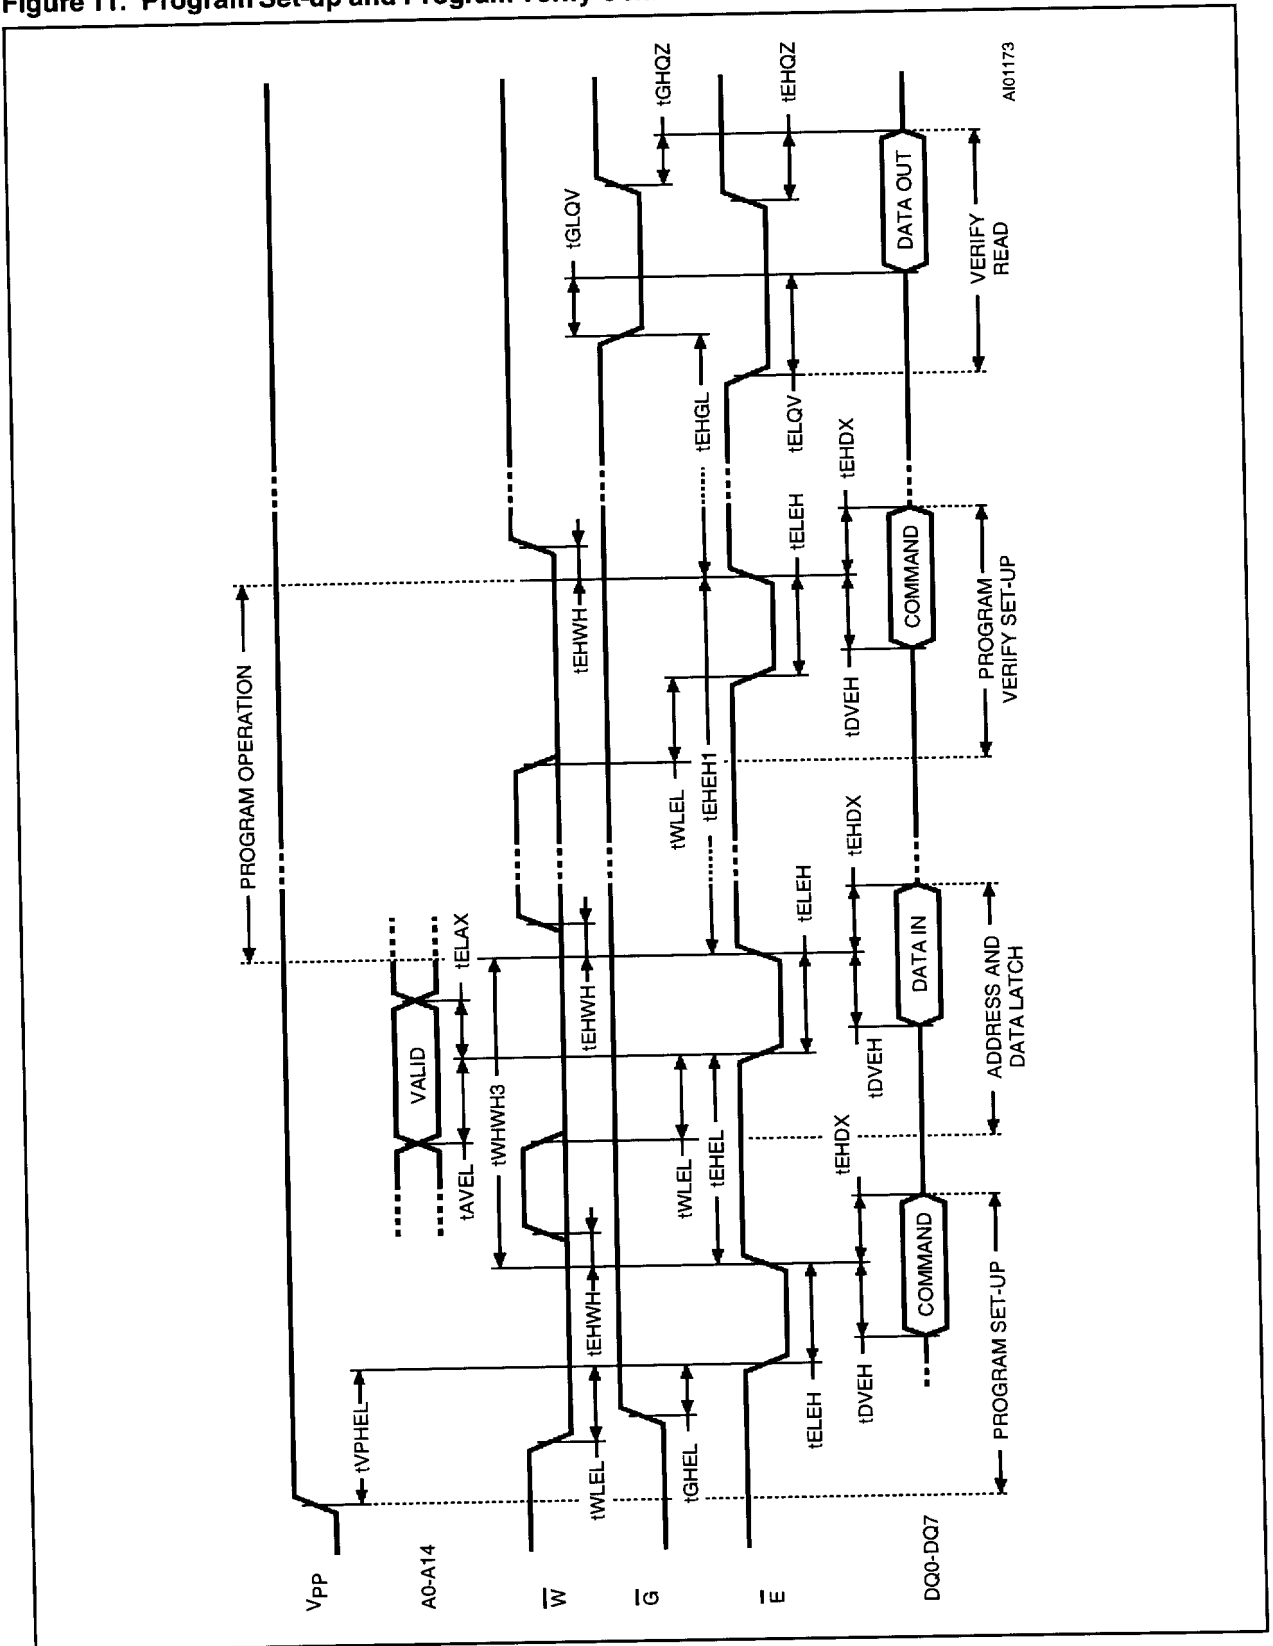 Figure 11. Program Set-up and Program Verify
VPP
A0-A14
W
G
E
DQ0-DQ7
PROGRAM OPERATION
tVPHEL
VALID
tAVEL
tELAX
tWHWH3
tWLEL
tEHWH
tEHWH
tEHWH
tGLQV
tGHEL
tWLEL
tEHEL
tWLEL
tEHEH1
tEHGL
tGHQZ
tELEH
tELEH
tELEH
tELQV
tEHQZ
tDVEH
tEHDX
tDVEH
tEHDX
tDVEH
tEHDX
COMMAND
DATA IN
COMMAND
DATA OUT
PROGRAM SET-UP
ADDRESS AND
DATA LATCH
PROGRAM
VERIFY SET-UP
VERIFY
READ
AI01173